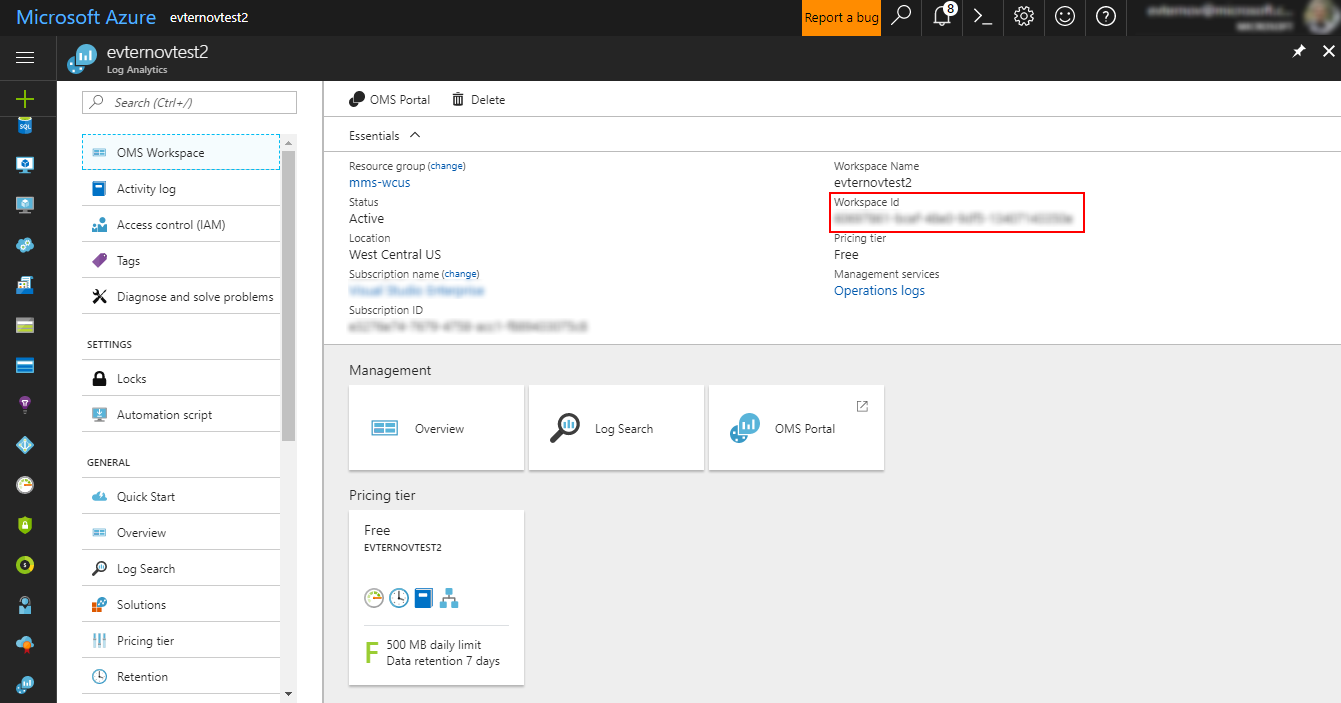 Microsoft Azure evternovtest2
Report a bug
8
evternovtest2
Log Analytics
Search (Ctrl+/)
OMS Workspace
Activity log
Access control (IAM)
Tags
Diagnose and solve problems
SETTINGS
Locks
Automation script
GENERAL
Quick Start
Overview
Log Search
Solutions
Pricing tier
Retention
OMS Portal Delete
Essentials
Resource group (change)
mms-wcus
Status
Active
Location
West Central US
Subscription name (change)
Visual Studio Enterprise
Subscription ID
Workspace Name
evternovtest2
Workspace Id
Pricing tier
Free
Management services
Operations logs
Management
Overview
Log Search
OMS Portal
Pricing tier
Free
EVTERNOVTEST2
F
500 MB daily limit
Data retention 7 days
SQL